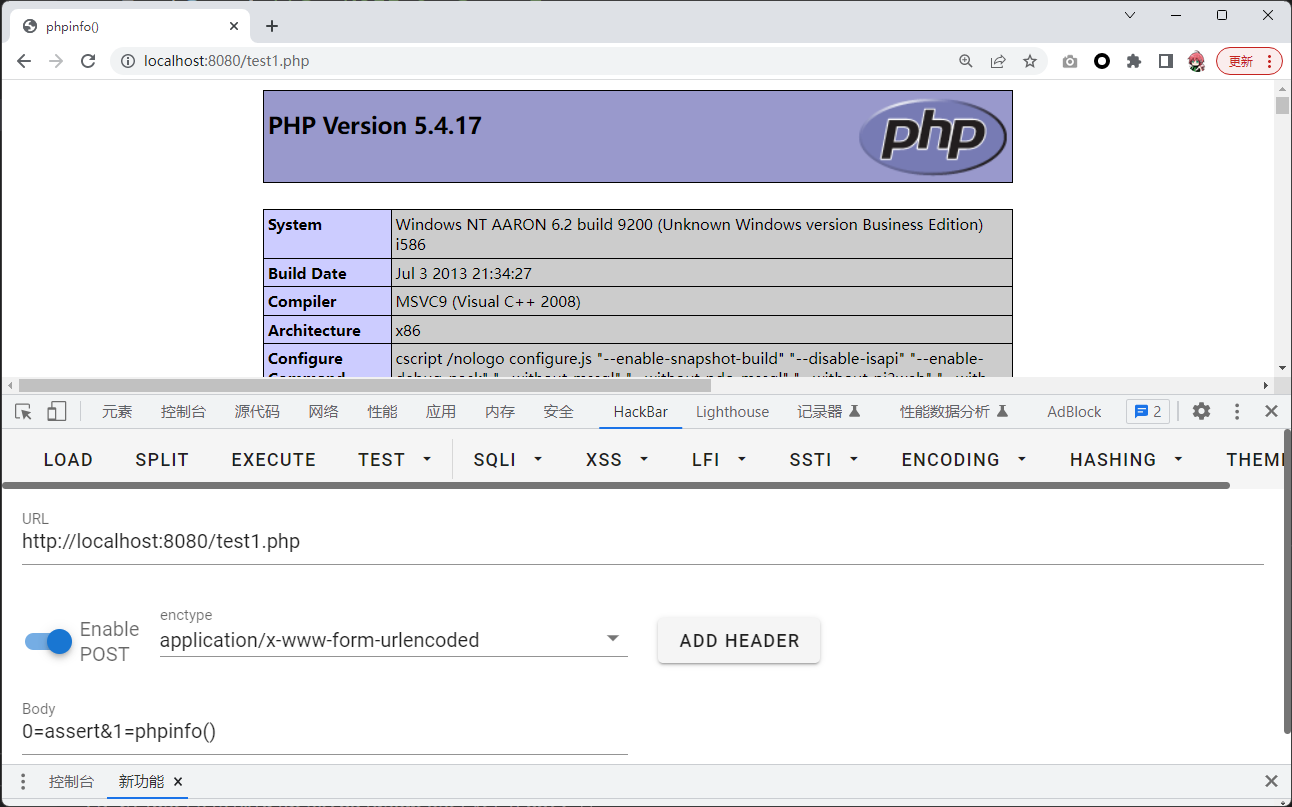 phpinfo()
localhost:8080/test1.php
更新
PHP Version 5.4.17
php
System
Windows NT AARON 6.2 build 9200 (Unknown Windows version Business Edition)
i586
Build Date
Jul 3 2013 21:34:27
Compiler
MSVC9 (Visual C++ 2008)
Architecture
x86
Configure
cscript /nologo configure.js "--enable-snapshot-build" "--disable-isapi" "--enable-
元素 控制台 源代码 网络 性能 应用 内存 安全 HackBar Lighthouse 记录器 性能数据分析 AdBlock 2
LOAD SPLIT EXECUTE TEST SQLI XSS LFI SSTI ENCODING HASHING THEM
URL
http://localhost:8080/test1.php
Enable
POST
enctype
application/x-www-form-urlencoded
ADD HEADER
Body
0=assert&1=phpinfo()
控制台 新功能